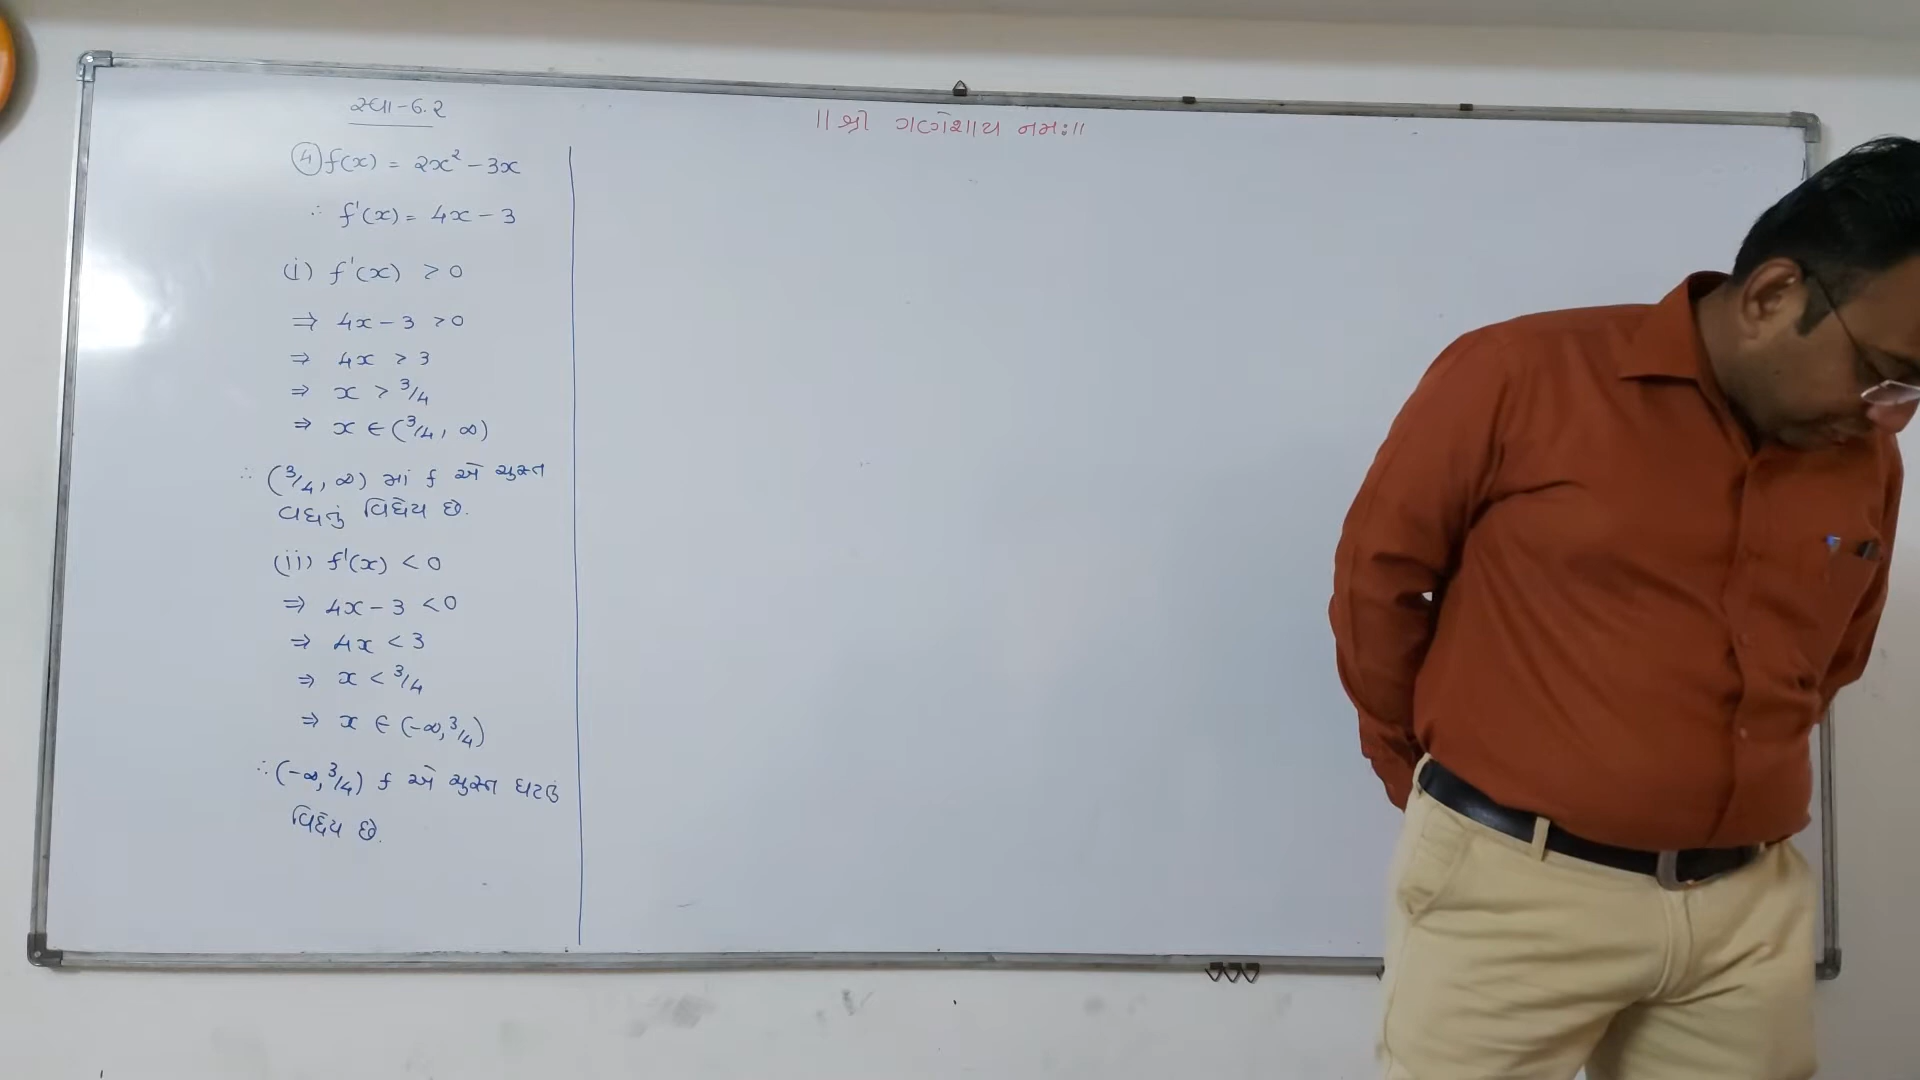 સ્વા-6.2
॥ શ્રી ગણેશાય નમઃ॥
④ f(x) = 2x² - 3x
∴ f'(x) = 4x - 3
(i) f'(x) > 0
⇒ 4x - 3 > 0
⇒ 4x > 3
⇒ x > 3/4
⇒ x ∈ (3/4, ∞)
∴ (3/4, ∞) માં f એ ચુસ્ત
વધતું વિધેય છે.
(ii) f'(x) < 0
⇒ 4x - 3 < 0
⇒ 4x < 3
⇒ x < 3/4
⇒ x ∈ (-∞, 3/4)
∴ (-∞, 3/4) f એ ચુસ્ત ઘટતું
વિધેય છે.